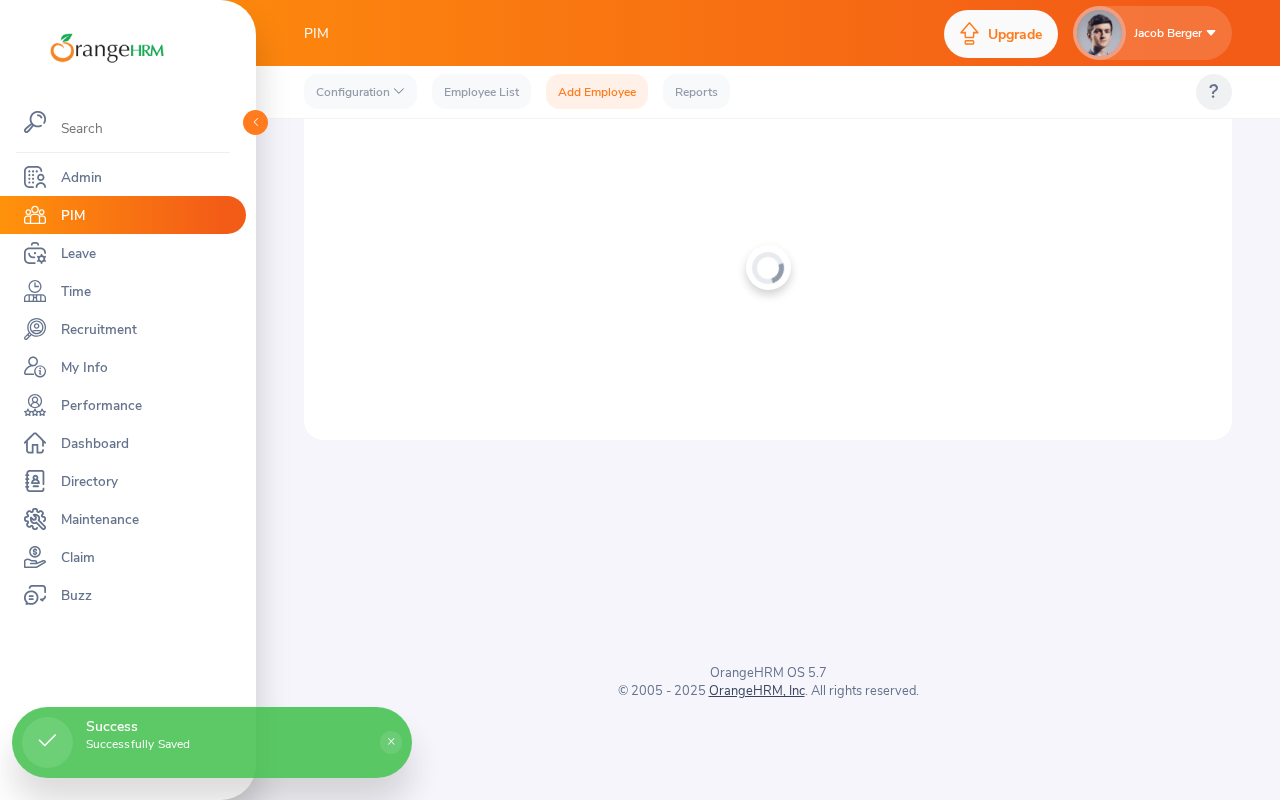 OrangeHRM
Search
Admin
PIM
Leave
Time
Recruitment
My Info
Performance
Dashboard
Directory
Maintenance
Claim
Buzz
PIM
Upgrade
Jacob Berger
Configuration
Employee List
Add Employee
Reports
?
OrangeHRM OS 5.7
© 2005 - 2025 OrangeHRM, Inc. All rights reserved.
Success
Successfully Saved
×